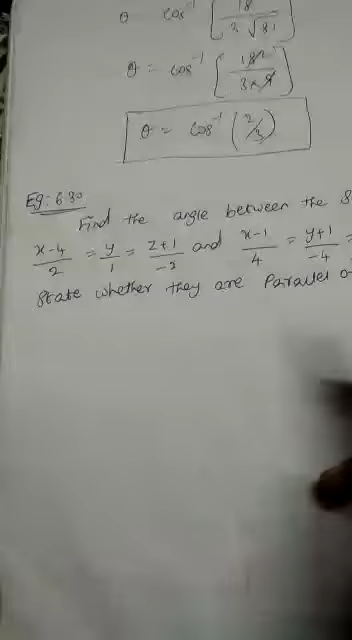 θ = cos⁻¹ [ 18 / 3√81 ]
θ = cos⁻¹ [ 18² / 3×9 ]
θ = cos⁻¹ (2/3)
Eg: 6.30
Find the angle between the
x-4/2 = y/1 = z+1/-2 and x-1/4 = y+1/-4 =
state whether they are Parallel